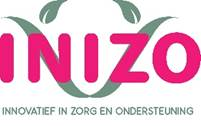 INIZO
INNOVATIEF IN ZORG EN ONDERSTEUNING